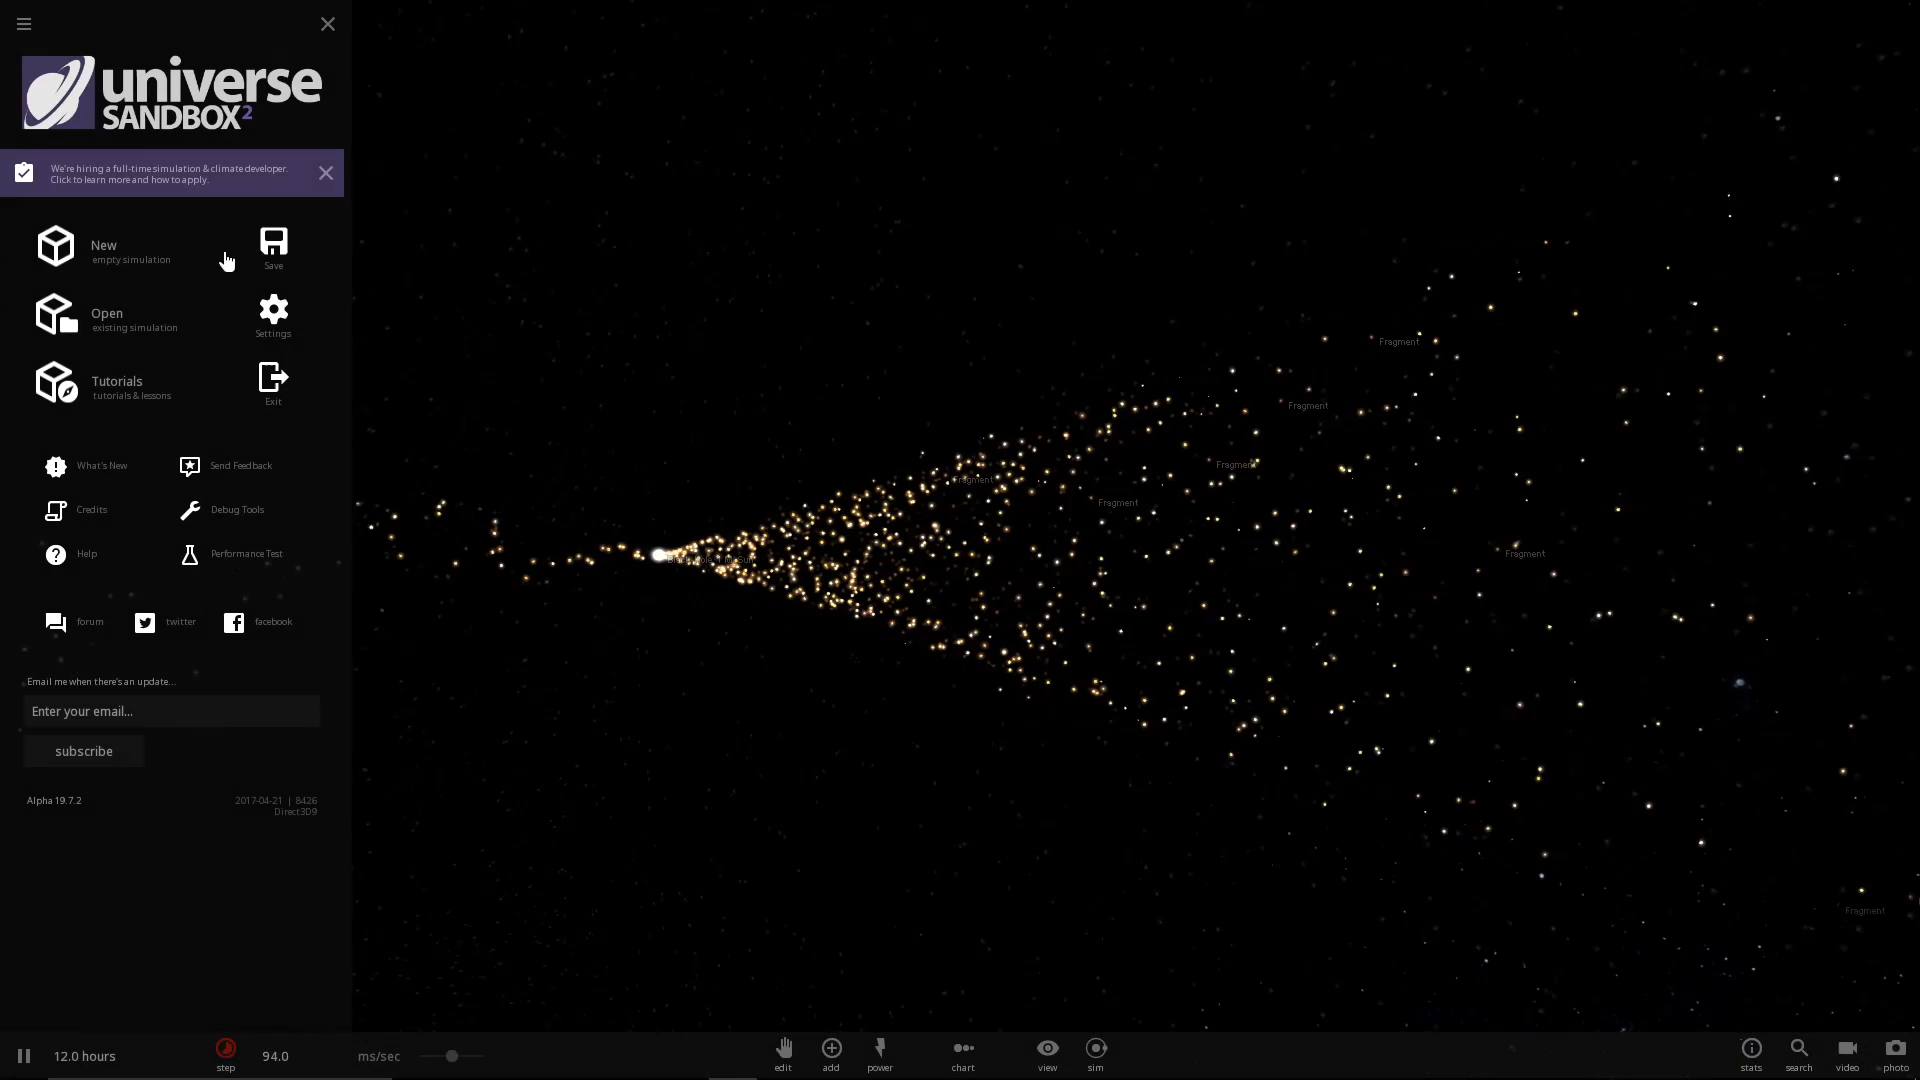 universe
SANDBOX²
We're hiring a full-time simulation & climate developer.
Click to learn more and how to apply.
New
empty simulation
Save
Open
existing simulation
Settings
Tutorials
tutorials & lessons
Exit
What's New
Send Feedback
Credits
Debug Tools
Help
Performance Test
forum
twitter
facebook
Email me when there's an update...
Enter your email...
subscribe
Alpha 19.7.2
2017-04-21 | 8426
Direct3D9
Fragment
Fragment
Fragment
Fragment
Fragment
Fragment
Fragment
12.0 hours
step
94.0
ms/sec
edit
add
power
chart
view
sim
stats
search
video
photo